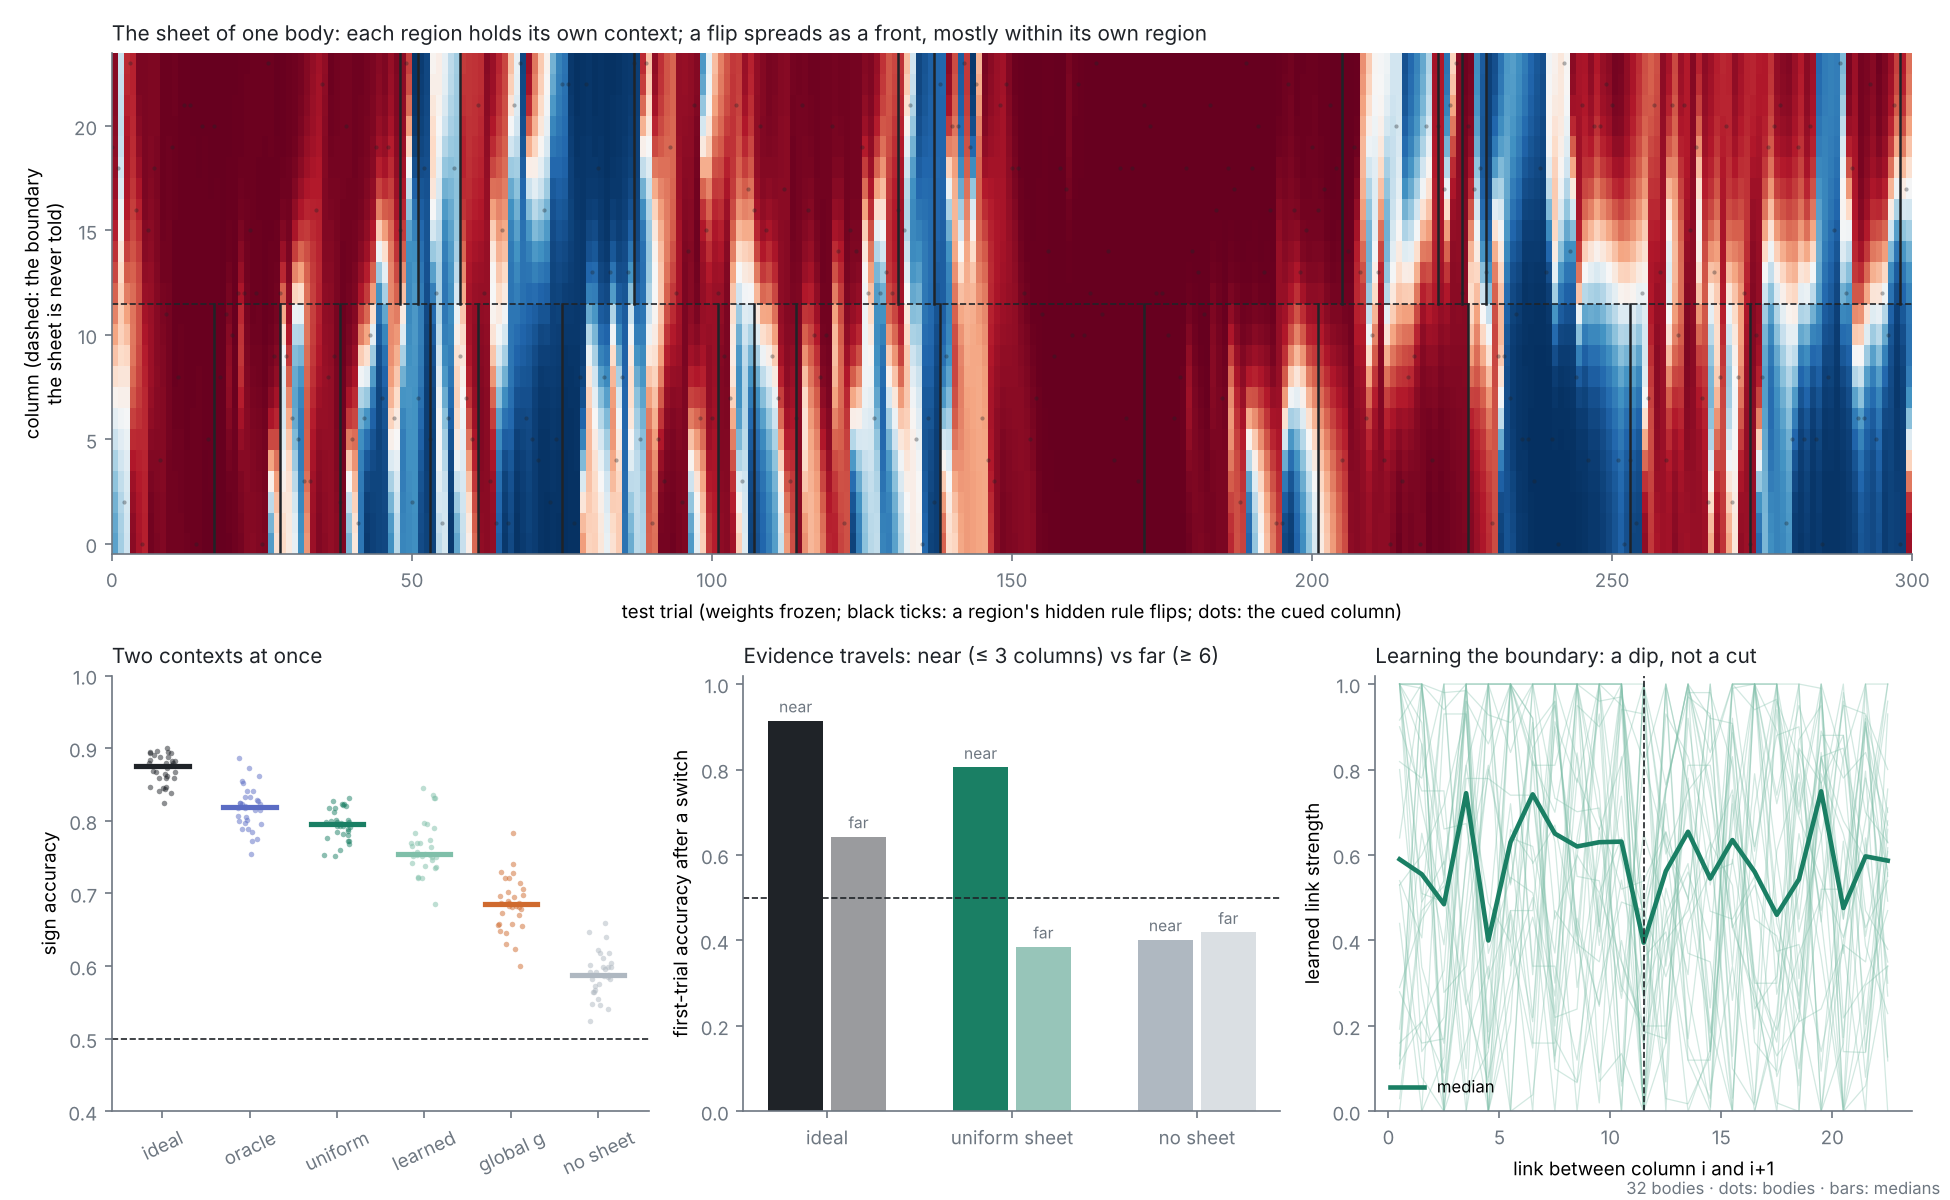 The sheet of one body: each region holds its own context; a flip spreads as a front, mostly within its own region
column (dashed: the boundary
the sheet is never told)
20
15
10
5
0
0
50
100
150
200
250
300
test trial (weights frozen; black ticks: a region's hidden rule flips; dots: the cued column)
Two contexts at once
sign accuracy
1.0
0.9
0.8
0.7
0.6
0.5
0.4
ideal
oracle
uniform
learned
global g
no sheet
Evidence travels: near (≤ 3 columns) vs far (≥ 6)
first-trial accuracy after a switch
1.0
0.8
0.6
0.4
0.2
0.0
near
far
near
far
near
far
ideal
uniform sheet
no sheet
Learning the boundary: a dip, not a cut
learned link strength
1.0
0.8
0.6
0.4
0.2
0.0
median
0
5
10
15
20
link between column i and i+1
32 bodies · dots: bodies · bars: medians